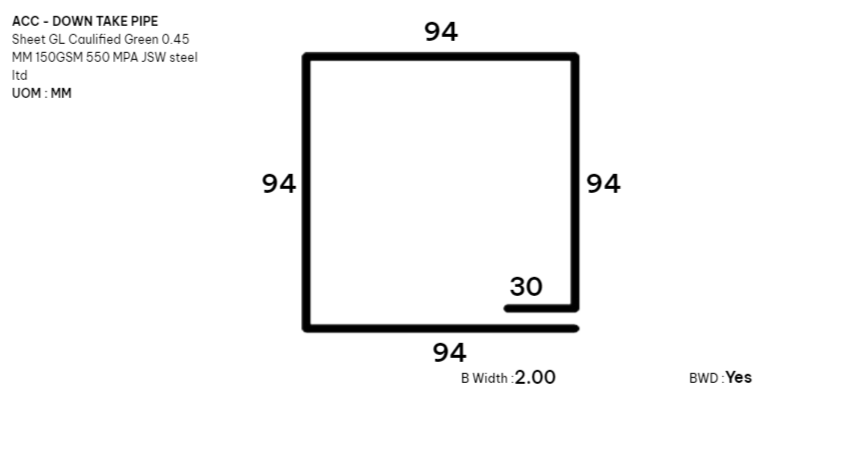 ACC - DOWN TAKE PIPE
Sheet GL Caulified Green 0.45
MM 150GSM 550 MPA JSW steel
ltd
UOM : MM
94
94
94
30
94
B Width :2.00
BWD :Yes